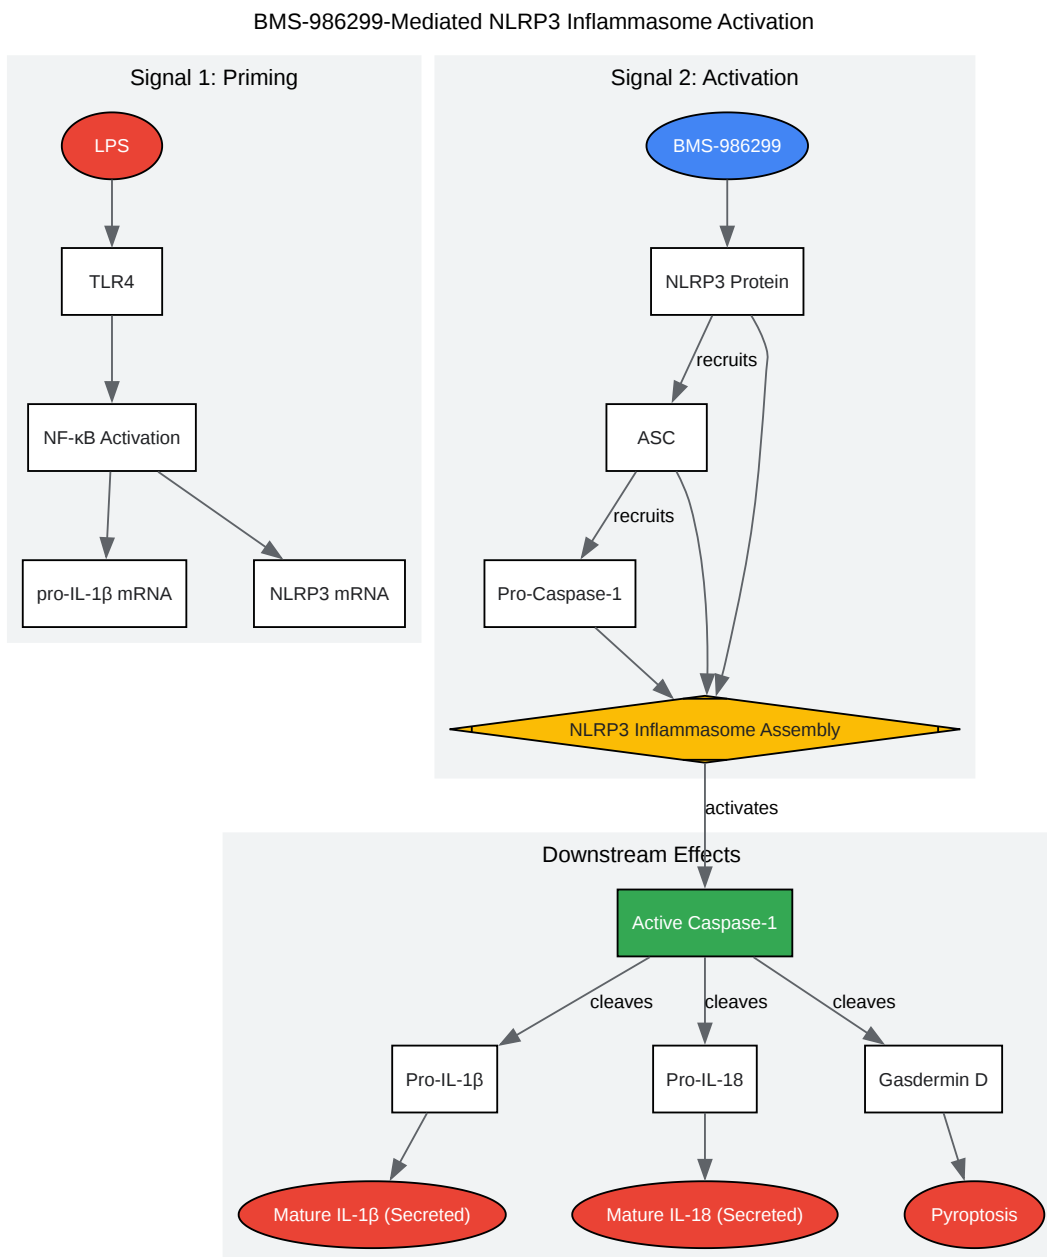 BMS-986299-Mediated NLRP3 Inflammasome Activation
Signal 1: Priming
LPS
TLR4
NF-κB Activation
pro-IL-1β mRNA
NLRP3 mRNA
Signal 2: Activation
BMS-986299
NLRP3 Protein
recruits
ASC
recruits
Pro-Caspase-1
NLRP3 Inflammasome Assembly
activates
Downstream Effects
Active Caspase-1
cleaves
cleaves
cleaves
Pro-IL-1β
Pro-IL-18
Gasdermin D
Mature IL-1β (Secreted)
Mature IL-18 (Secreted)
Pyroptosis